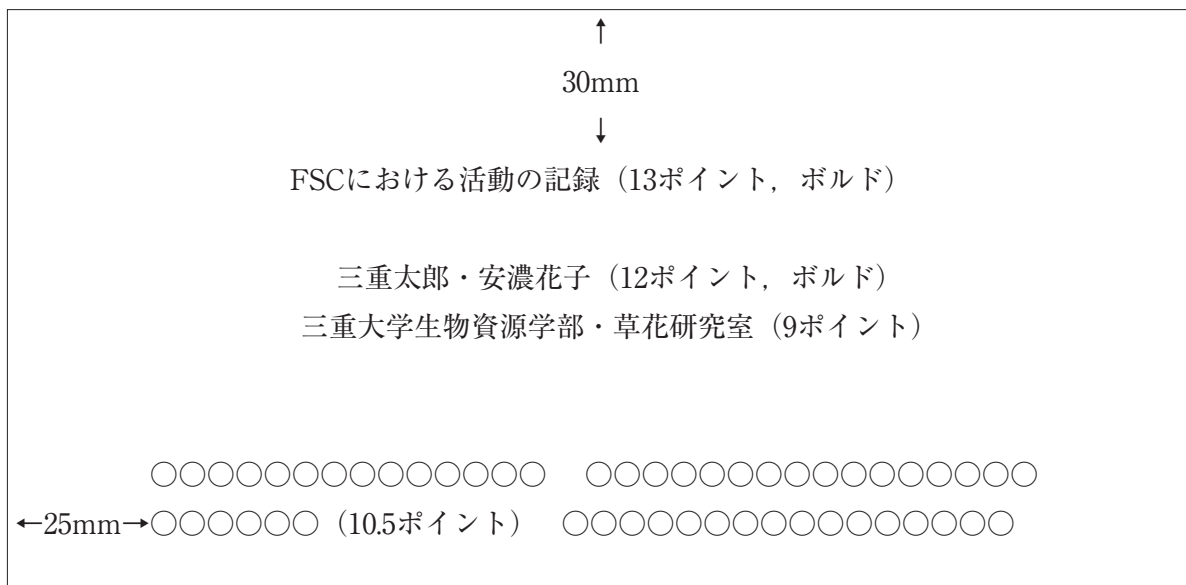 ↑
30mm
↓
FSCにおける活動の記録（13ポイント，ボルド）
三重太郎・安濃花子（12ポイント，ボルド）
三重大学生物資源学部・草花研究室（9ポイント）
○○○○○○○○○○○○○○　○○○○○○○○○○○○○○○○
←25mm→○○○○○○（10.5ポイント）　○○○○○○○○○○○○○○○○